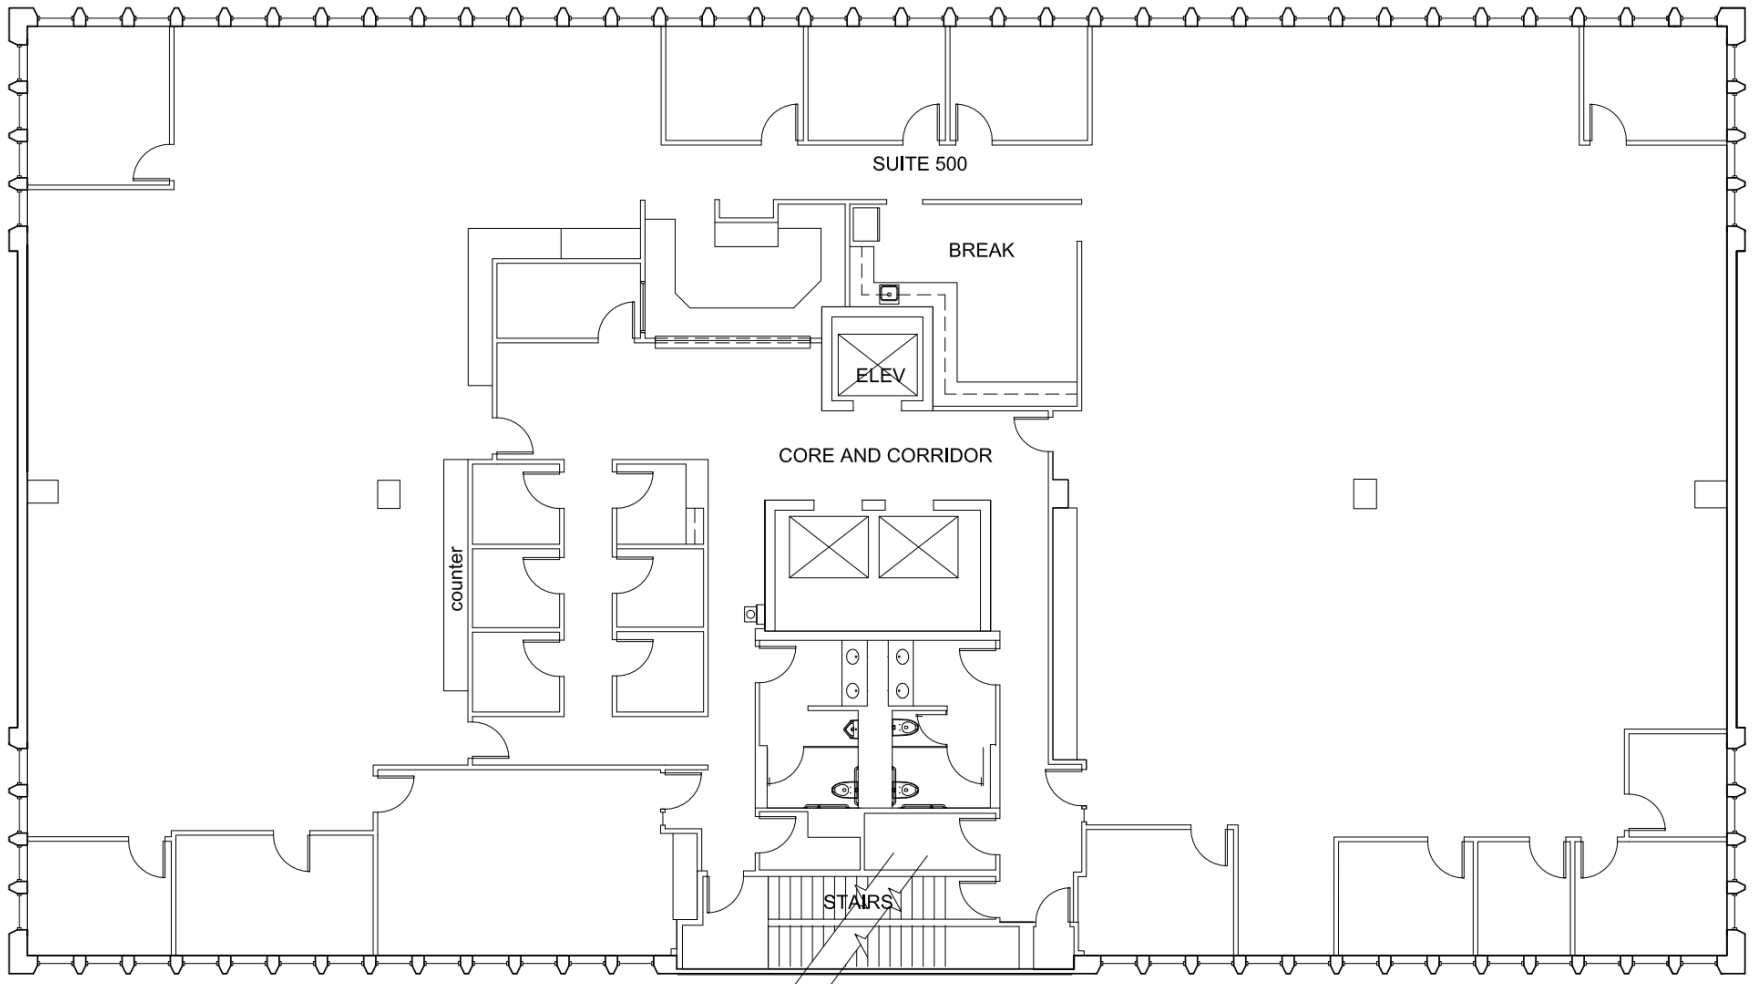 SUITE 500
BREAK
ELEV
CORE AND CORRIDOR
counter
STAIRS